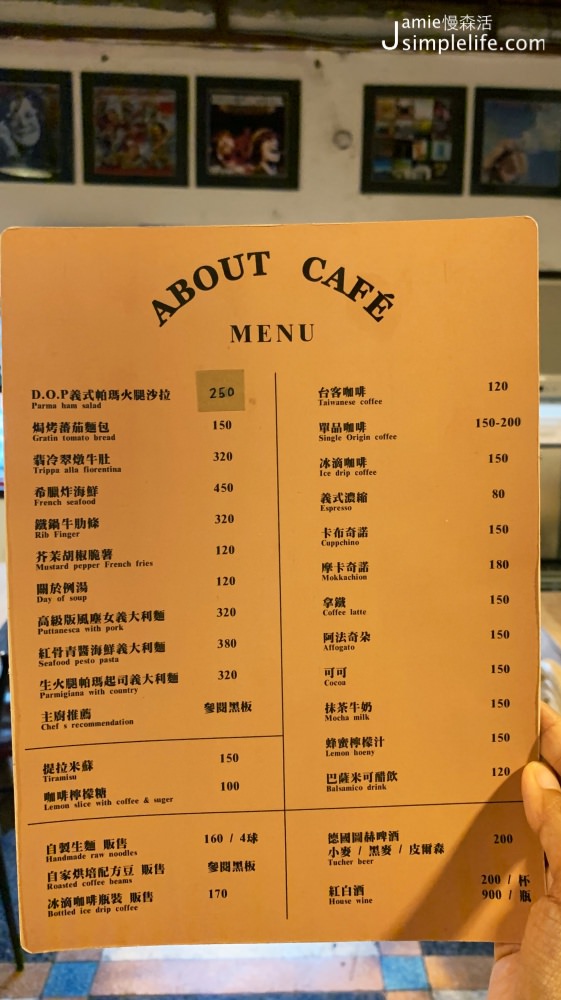 Jamie慢森活
simplelife.com
ABOUT CAFÉ
MENU
D.O.P義式帕瑪火腿沙拉 250
Parma ham salad
焗烤蕃茄麵包 150
Gratin tomato bread
翡冷翠燉牛肚 320
Trippa alla fiorentina
希臘炸海鮮 450
French seafood
鐵鍋牛肋條 320
Rib Finger
芥茉胡椒脆薯 120
Mustard pepper French fries
關於例湯 120
Day of soup
高級版風塵女義大利麵 320
Puttanesca with pork
紅骨青醬海鮮義大利麵 380
Seafood pesto pasta
生火腿帕瑪起司義大利麵 320
Parmigiana with country
主廚推薦 參閱黑板
Chef s recommendation
提拉米蘇 150
Tiramisu
咖啡檸檬糖 100
Lemon slice with coffee & suger
自製生麵 販售 160 / 4球
Handmade raw noodles
自家烘培配方豆 販售 參閱黑板
Roasted coffee beams
冰滴咖啡瓶裝 販售 170
Bottled ice drip coffee
台客咖啡 120
Taiwanese coffee
單品咖啡 150-200
Single Origin coffee
冰滴咖啡 150
Ice drip coffee
義式濃縮 80
Espresso
卡布奇諾 150
Cuppchino
摩卡奇諾 180
Mokkachion
拿鐵 150
Coffee latte
阿法奇朵 150
Affogato
可可 150
Cocoa
抹茶牛奶 150
Mocha milk
蜂蜜檸檬汁 150
Lemon hoeny
巴薩米可醋飲 120
Balsamico drink
德國圖赫啤酒 200
小麥 / 黑麥 / 皮爾森
Tucher beer
紅白酒 200 / 杯
House wine 900 / 瓶